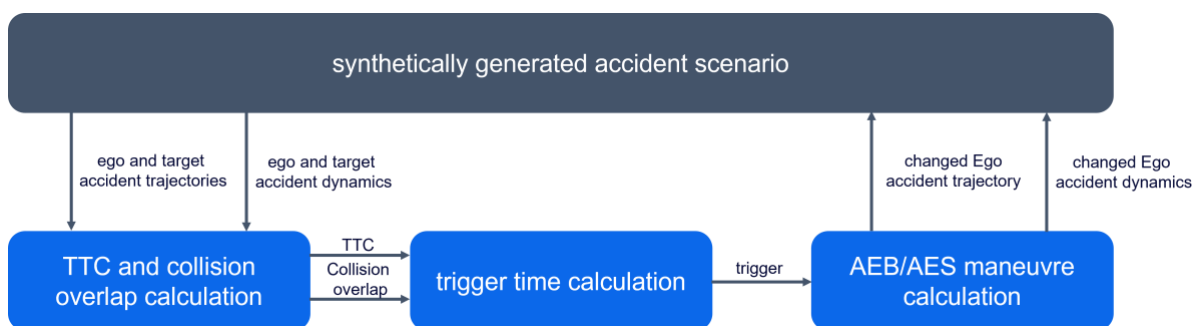 synthetically generated accident scenario
ego and target
accident trajectories
ego and target
accident dynamics
changed Ego
accident trajectory
changed Ego
accident dynamics
TTC and collision
overlap calculation
TTC
Collision
overlap
trigger time calculation
trigger
AEB/AES maneuvre
calculation